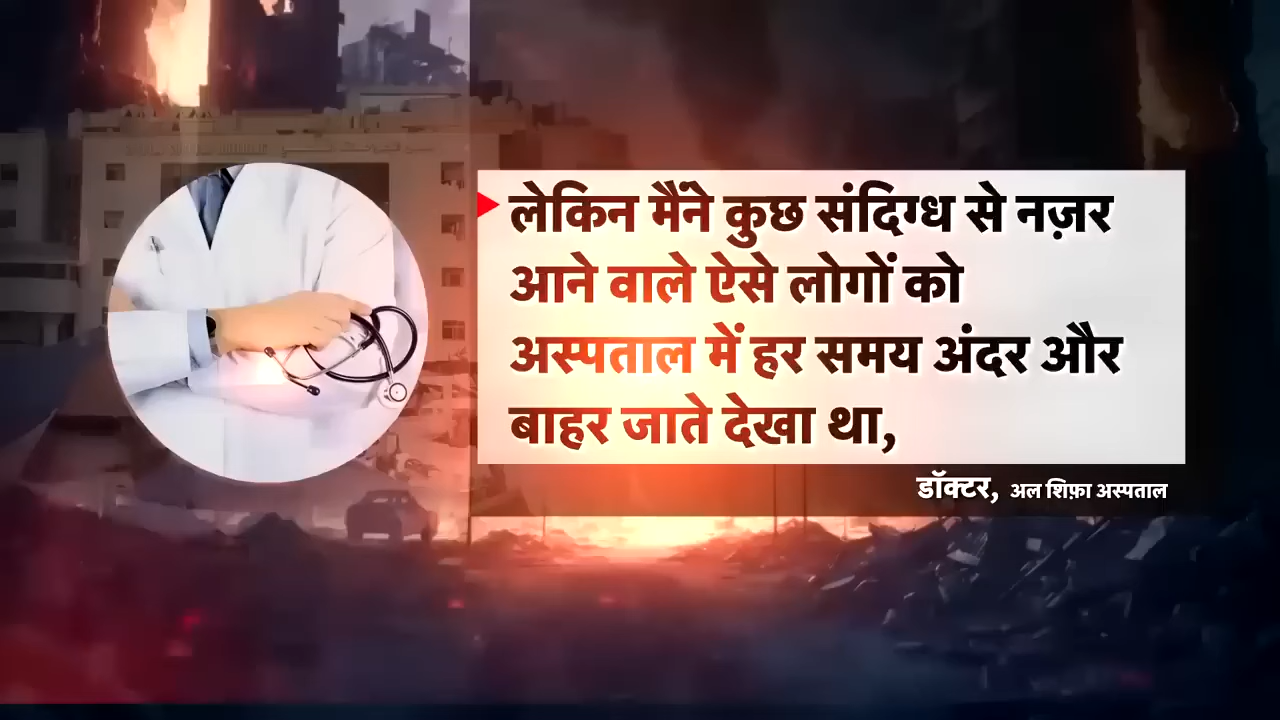 लेकिन मैंने कुछ संदिग्ध से नज़र
आने वाले ऐसे लोगों को
अस्पताल में हर समय अंदर और
बाहर जाते देखा था,
डॉक्टर, अल शिफ़ा अस्पताल